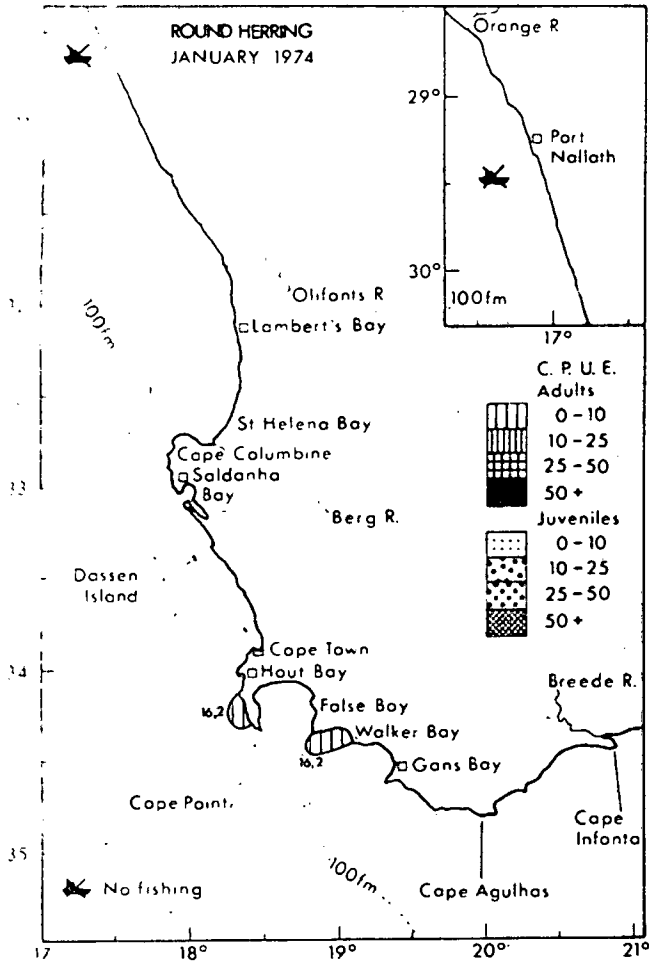 ROUND HERRING
JANUARY 1974
Orange R
29°
Port
Nallath
30°
100fm
17°
Olifants R
100fm
Lambert's Bay
C. P. U. E.
Adults
0-10
10-25
25-50
50+
Juveniles
0-10
10-25
25-50
50+
St Helena Bay
Cape Columbine
Saldanha
Bay
33
Berg R.
Dassen
Island
Cape Town
Hout Bay
Breede R.
False Bay
16,2
Walker Bay
16,2
Gans Bay
Cape Point
Cape
Infanta
35
No fishing
100fm
Cape Agulhas
17
18°
19°
20°
21°